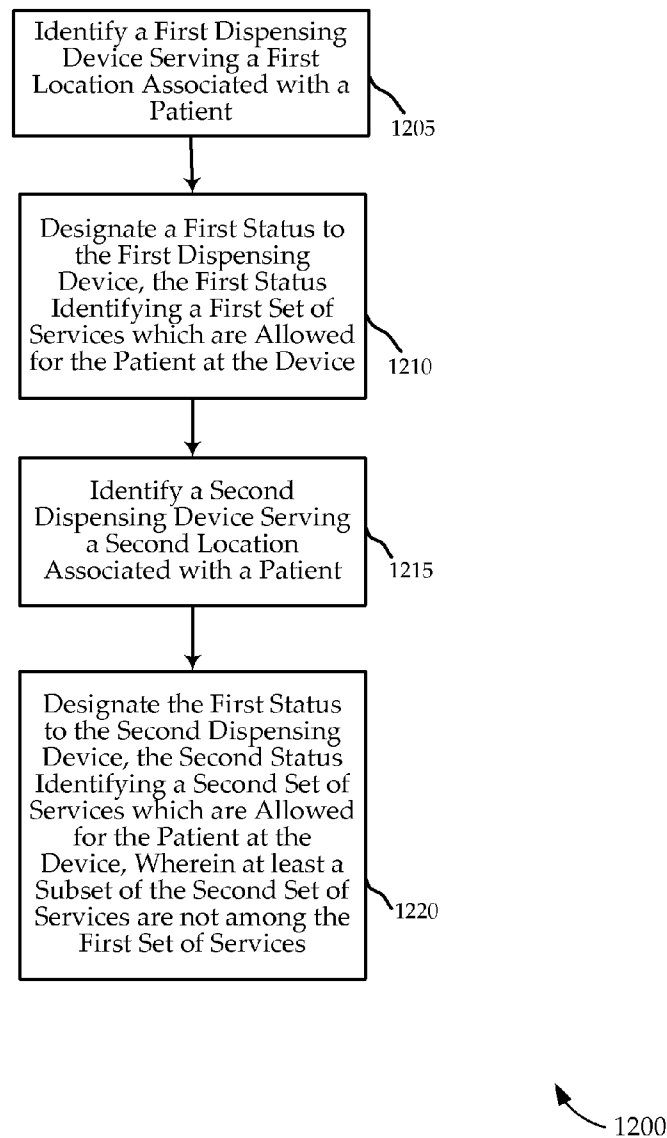 Identify a First Dispensing
Device Serving a First
Location Associated with a
Patient
1205
Designate a First Status to
the First Dispensing
Device, the First Status
Identifying a First Set of
Services which are Allowed
for the Patient at the Device
1210
Identify a Second
Dispensing Device Serving
a Second Location
Associated with a Patient
1215
Designate the First Status
to the Second Dispensing
Device, the Second Status
Identifying a Second Set of
Services which are Allowed
for the Patient at the
Device, Wherein at least a
Subset of the Second Set of
Services are not among the
First Set of Services
1220
1200